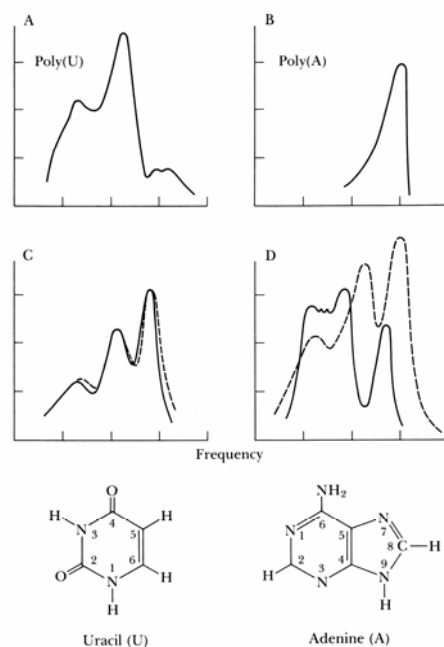 A
Poly(U)
B
Poly(A)
C
D
Frequency
O
H
N
3
4
5
H
2
1
6
O
N
H
H
Uracil (U)
NH₂
N
1
6
5
N
7
8
C
H
2
3
4
9
H
N
N
H
Adenine (A)